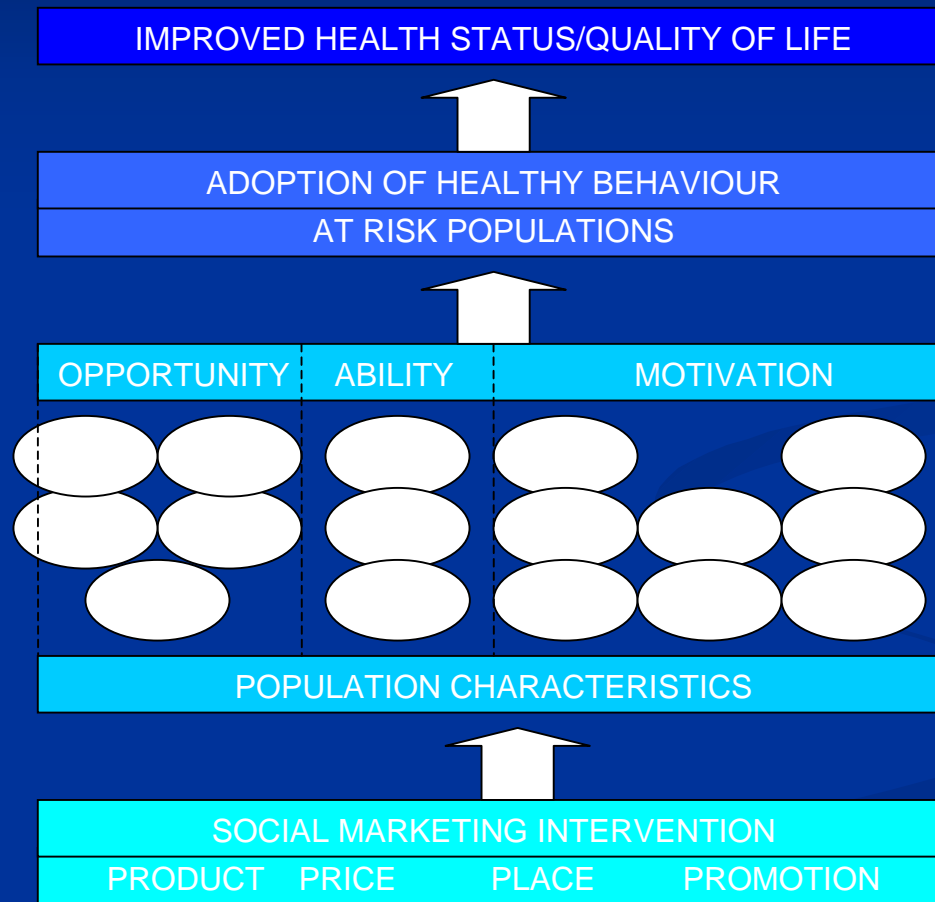 IMPROVED HEALTH STATUS/QUALITY OF LIFE
ADOPTION OF HEALTHY BEHAVIOUR
AT RISK POPULATIONS
OPPORTUNITY ABILITY MOTIVATION
POPULATION CHARACTERISTICS
SOCIAL MARKETING INTERVENTION
PRODUCT PRICE PLACE PROMOTION